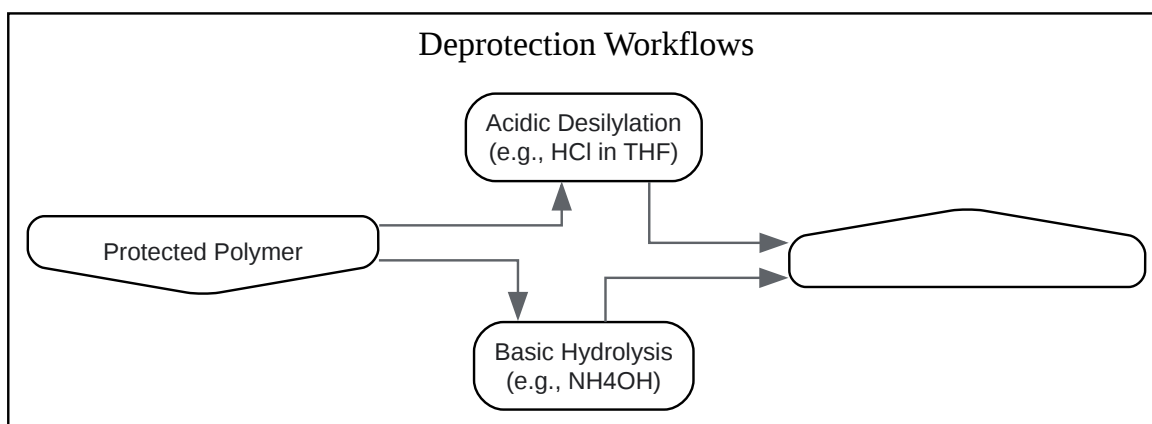 Deprotection Workflows
Acidic Desilylation
(e.g., HCl in THF)
Protected Polymer
Basic Hydrolysis
(e.g., NH4OH)